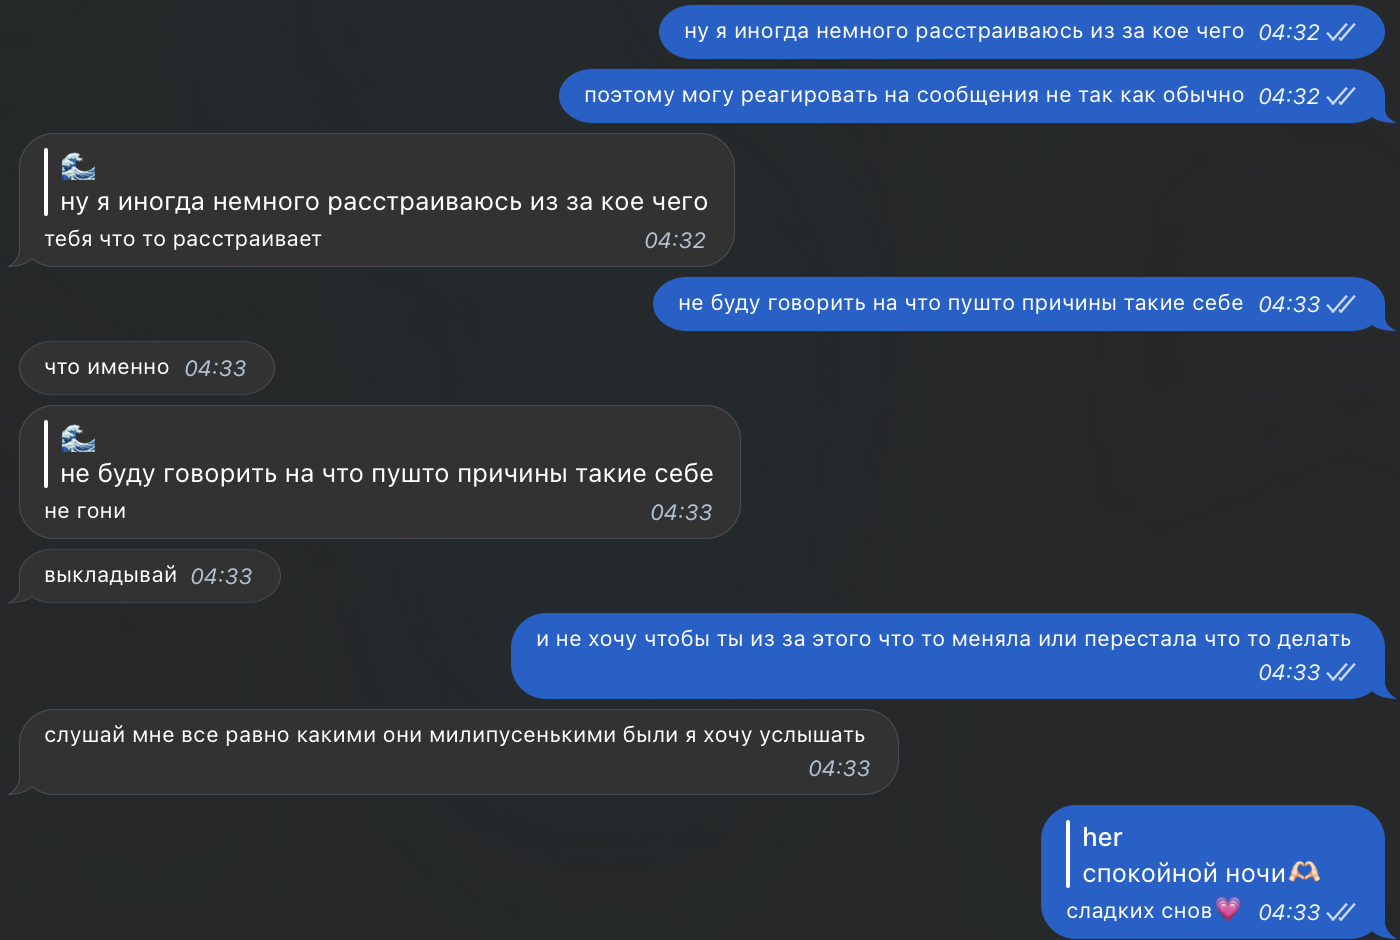 ну я иногда немного расстраиваюсь из за кое чего 04:32
поэтому могу реагировать на сообщения не так как обычно 04:32
🌊
ну я иногда немного расстраиваюсь из за кое чего
тебя что то расстраивает 04:32
не буду говорить на что пушто причины такие себе 04:33
что именно 04:33
🌊
не буду говорить на что пушто причины такие себе
не гони 04:33
выкладывай 04:33
и не хочу чтобы ты из за этого что то меняла или перестала что то делать
04:33
слушай мне все равно какими они милипусенькими были я хочу услышать
04:33
her
спокойной ночи🫶🏻
сладких снов💗 04:33